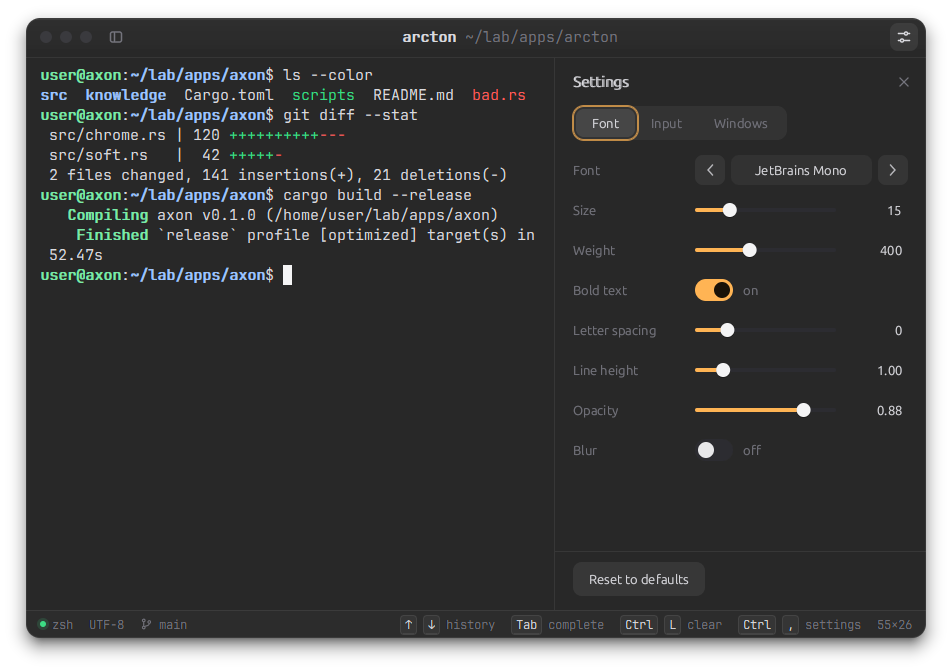 arcton ~/lab/apps/arcton
user@axon:~/lab/apps/axon$ ls --color
src  knowledge  Cargo.toml  scripts  README.md  bad.rs
user@axon:~/lab/apps/axon$ git diff --stat
src/chrome.rs | 120 ++++++++++---
src/soft.rs   |  42 +++++-
2 files changed, 141 insertions(+), 21 deletions(-)
user@axon:~/lab/apps/axon$ cargo build --release
Compiling axon v0.1.0 (/home/user/lab/apps/axon)
Finished `release` profile [optimized] target(s) in
52.47s
user@axon:~/lab/apps/axon$
Settings
Font Input Windows
Font JetBrains Mono
Size 15
Weight 400
Bold text on
Letter spacing 0
Line height 1.00
Opacity 0.88
Blur off
Reset to defaults
zsh UTF-8 main ↑ ↓ history Tab complete Ctrl L clear Ctrl , settings 55×26